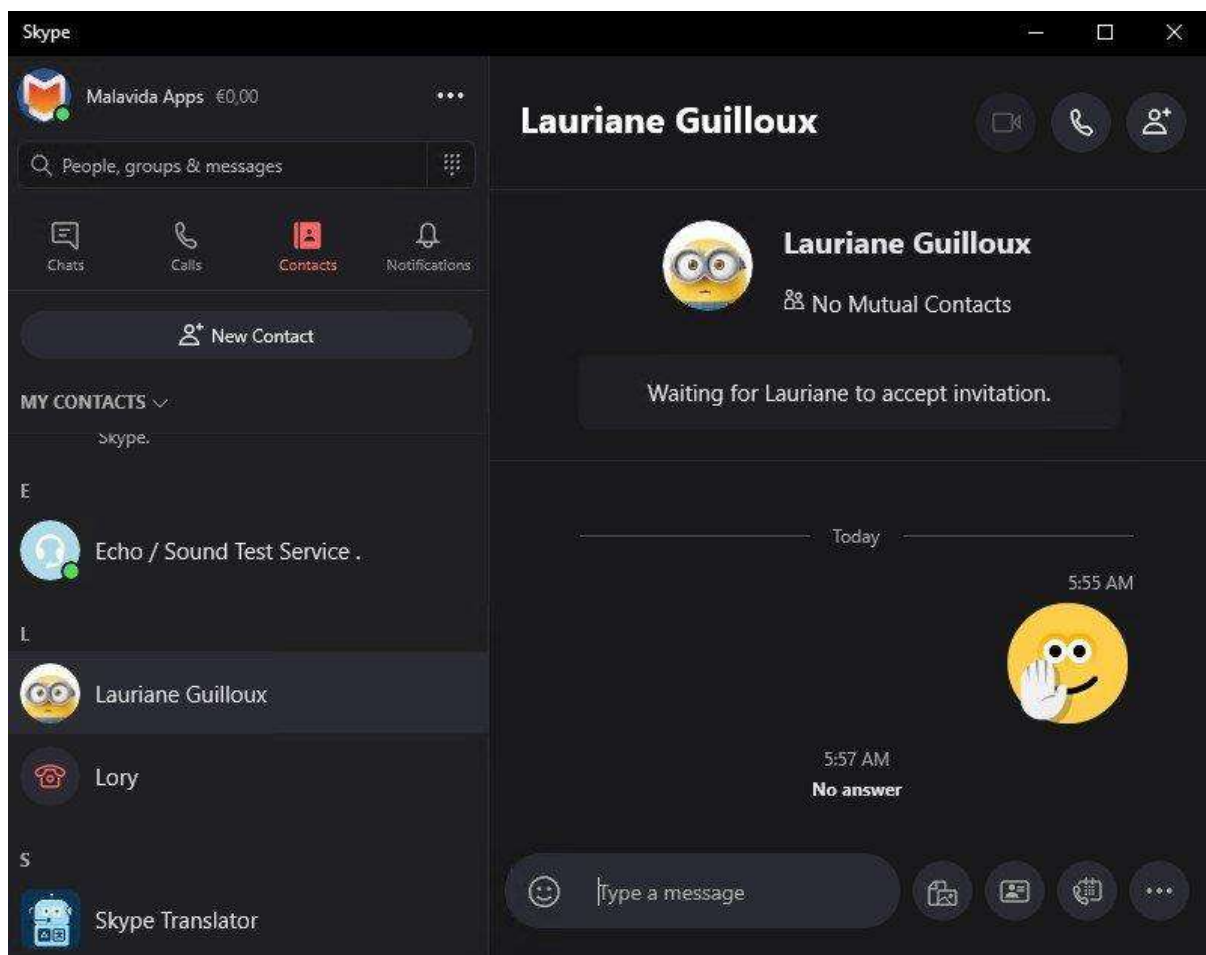 Skype
Malavida Apps €0,00
People, groups & messages
Chats
Calls
Contacts
Notifications
New Contact
MY CONTACTS
Skype.
E
Echo / Sound Test Service .
L
Lauriane Guilloux
Lory
S
Skype Translator
Lauriane Guilloux
Lauriane Guilloux
No Mutual Contacts
Waiting for Lauriane to accept invitation.
Today
5:55 AM
5:57 AM
No answer
Type a message